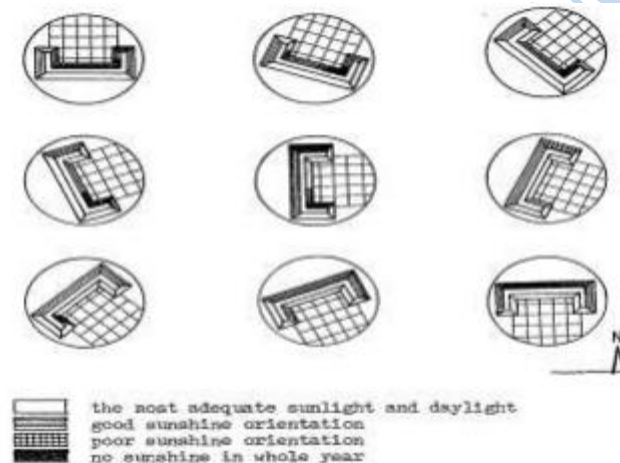 N
the most adequate sunlight and daylight
good sunshine orientation
poor sunshine orientation
no sunshine in whole year